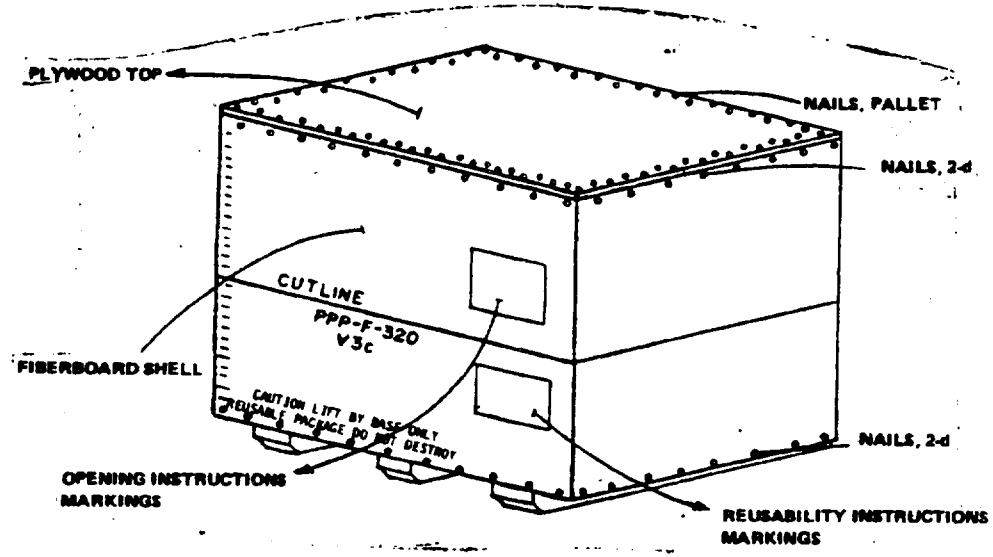 PLYWOOD TOP
NAILS, PALLET
NAILS, 2-d
CUTLINE
PPP-F-320
V3c
FIBERBOARD SHELL
CAUTION LIFT BY BASE ONLY
REUSABLE PACKAGE DO NOT DESTROY
NAILS, 2-d
OPENING INSTRUCTIONS
MARKINGS
REUSABILITY INSTRUCTIONS
MARKINGS